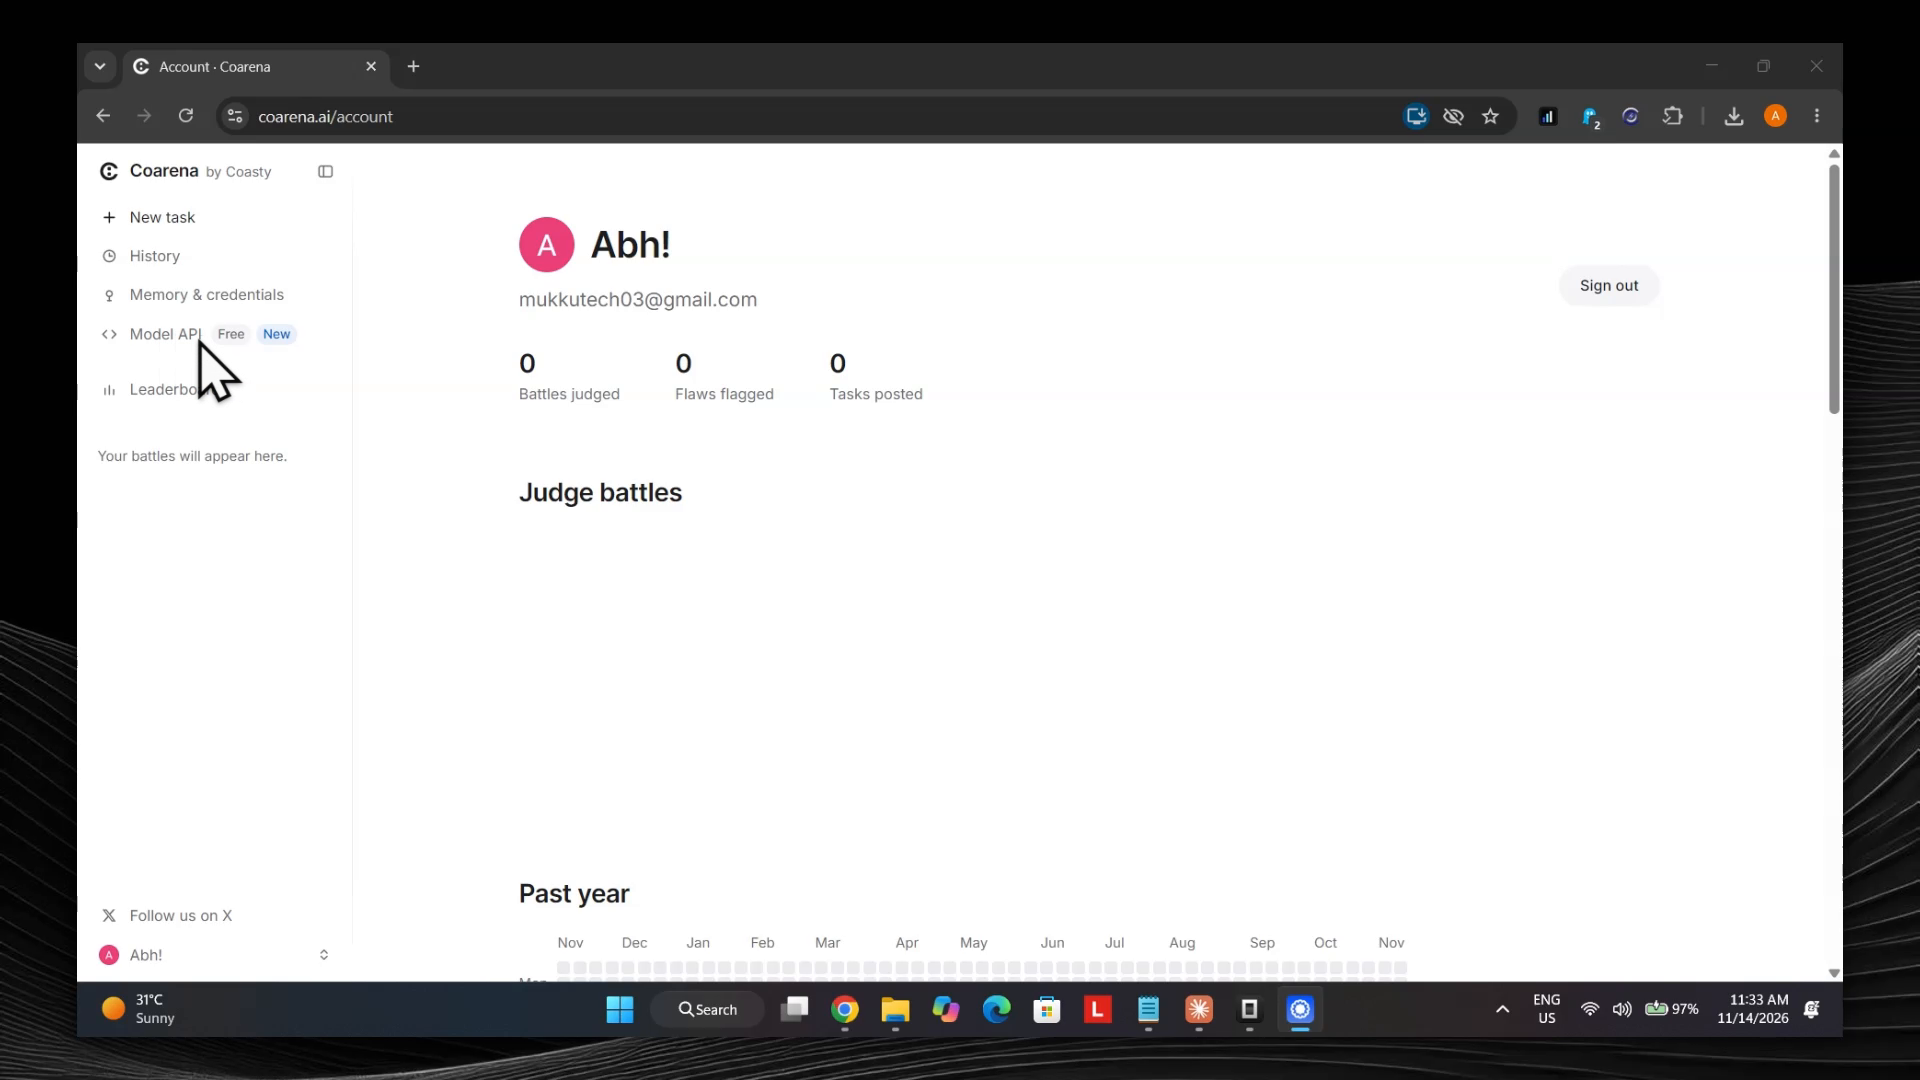 Account · Coarena
coarena.ai/account
2
A
Coarena by Coasty
New task
History
Memory & credentials
Model API Free New
Your battles will appear here.
Follow us on X
A Abh!
A Abh!
mukkutech03@gmail.com
Sign out
0 0 0
Battles judged Flaws flagged Tasks posted
Judge battles
Past year
Nov Dec Jan Feb Mar Apr May Jun Jul Aug Sep Oct Nov
31°C
Sunny
Search
L
ENG
US
97%
11:33 AM
11/14/2026